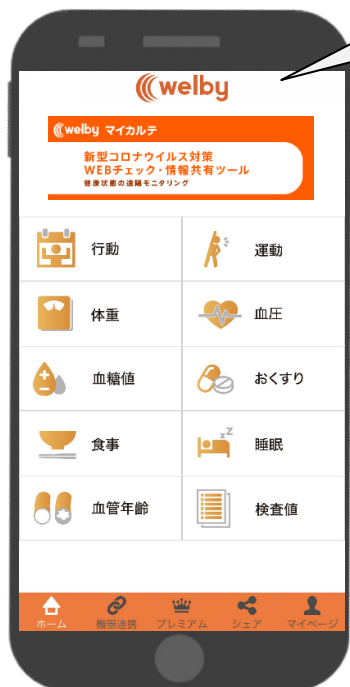 welby
welby マイカルテ
新型コロナウイルス対策
WEBチェック・情報共有ツール
健康状態の遠隔モニタリング
行動
運動
体重
血圧
血糖値
おくすり
食事
睡眠
血管年齢
検査値
ホーム
機器連携
プレミアム
シェア
マイページ